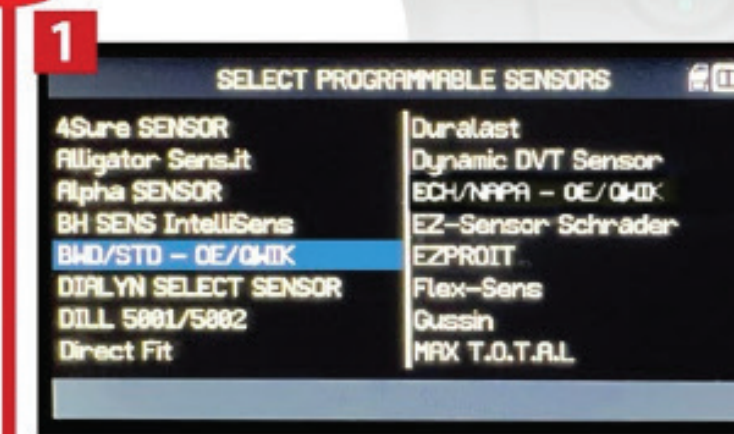 1
SELECT PROGRAMMABLE SENSORS
4Sure SENSOR
Alligator Sens.it
Alpha SENSOR
BH SENS IntelliSens
BWD/STD - OE/QWIK
DIALYN SELECT SENSOR
DILL 5001/5002
Direct Fit
Duralast
Dynamic DVT Sensor
ECH/NAPA - OE/QWIK
EZ-Sensor Schrader
EZPROIT
Flex-Sens
Gussin
MAX T.O.T.A.L